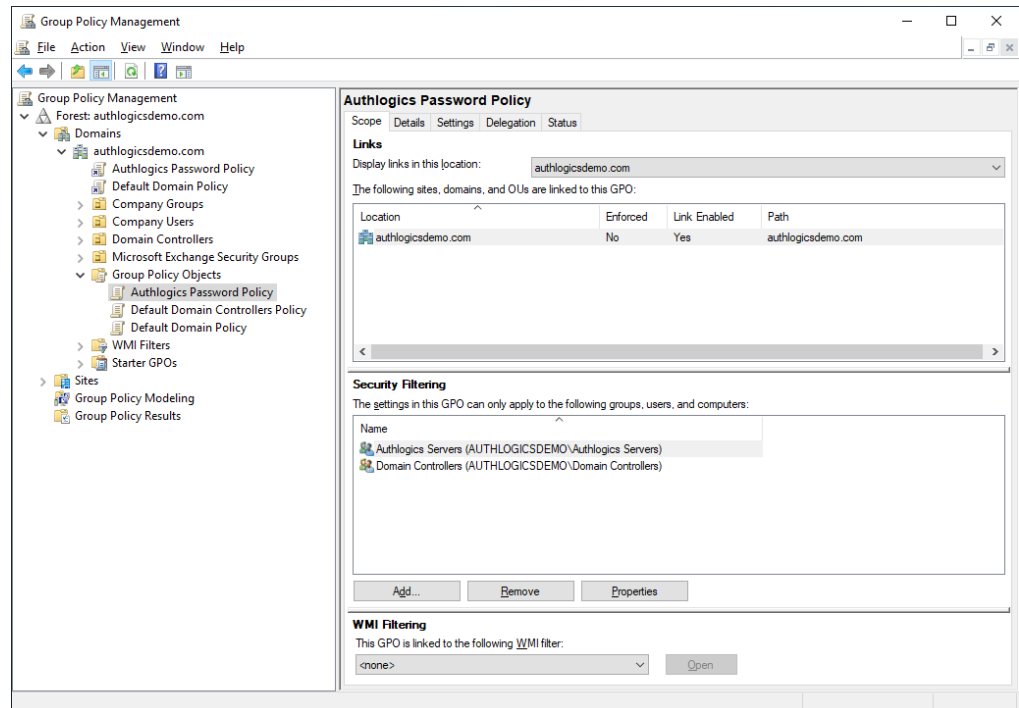 Group Policy Management
File Action View Window Help
Group Policy Management
Forest: authlogicsdemo.com
Domains
authlogicsdemo.com
Authlogics Password Policy
Default Domain Policy
Company Groups
Company Users
Domain Controllers
Microsoft Exchange Security Groups
Group Policy Objects
Authlogics Password Policy
Default Domain Controllers Policy
Default Domain Policy
WMI Filters
Starter GPOs
Sites
Group Policy Modeling
Group Policy Results
Authlogics Password Policy
Scope Details Settings Delegation Status
Links
Display links in this location: authlogicsdemo.com
The following sites, domains, and OUs are linked to this GPO:
Location Enforced Link Enabled Path
authlogicsdemo.com No Yes authlogicsdemo.com
Security Filtering
The settings in this GPO can only apply to the following groups, users, and computers:
Name
Authlogics Servers (AUTHLOGICSDEMO\Authlogics Servers)
Domain Controllers (AUTHLOGICSDEMO\Domain Controllers)
Add... Remove Properties
WMI Filtering
This GPO is linked to the following WMI filter:
<none> Open